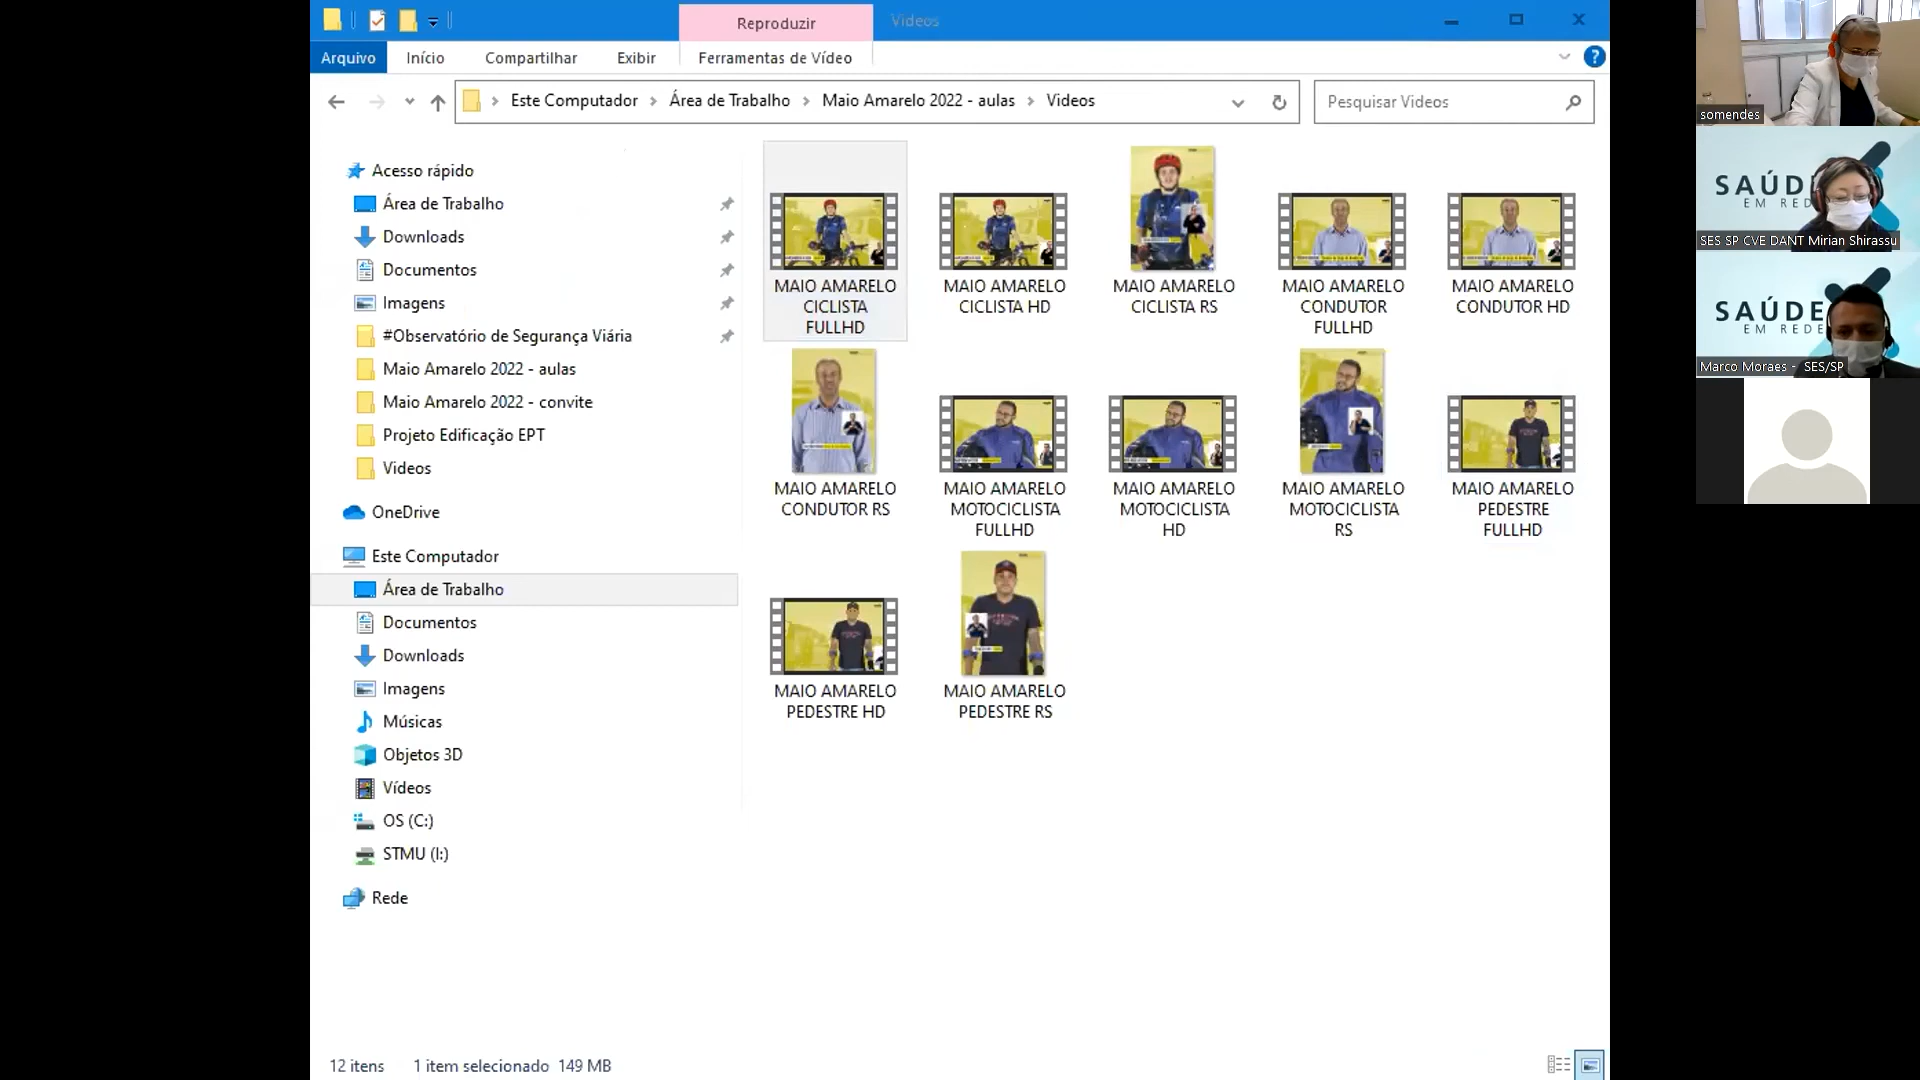 Reproduzir
Videos
Arquivo
Início
Compartilhar
Exibir
Ferramentas de Vídeo
Este Computador
Área de Trabalho
Maio Amarelo 2022 - aulas
Videos
Pesquisar Videos
Acesso rápido
Área de Trabalho
Downloads
Documentos
Imagens
#Observatório de Segurança Viária
Maio Amarelo 2022 - aulas
Maio Amarelo 2022 - convite
Projeto Edificação EPT
Videos
OneDrive
Este Computador
Área de Trabalho
Documentos
Downloads
Imagens
Músicas
Objetos 3D
Vídeos
OS (C:)
STMU (I:)
Rede
MAIO AMARELO
CICLISTA
FULLHD
MAIO AMARELO
CICLISTA HD
MAIO AMARELO
CICLISTA RS
MAIO AMARELO
CONDUTOR
FULLHD
MAIO AMARELO
CONDUTOR HD
MAIO AMARELO
CONDUTOR RS
MAIO AMARELO
MOTOCICLISTA
FULLHD
MAIO AMARELO
MOTOCICLISTA
HD
MAIO AMARELO
MOTOCICLISTA
RS
MAIO AMARELO
PEDESTRE
FULLHD
MAIO AMARELO
PEDESTRE HD
MAIO AMARELO
PEDESTRE RS
12 itens
1 item selecionado 149 MB
somendes
SAÚDE
EM REDE
SES SP CVE DANT Mirian Shirassu
SAÚDE
EM REDE
Marco Moraes - SES/SP